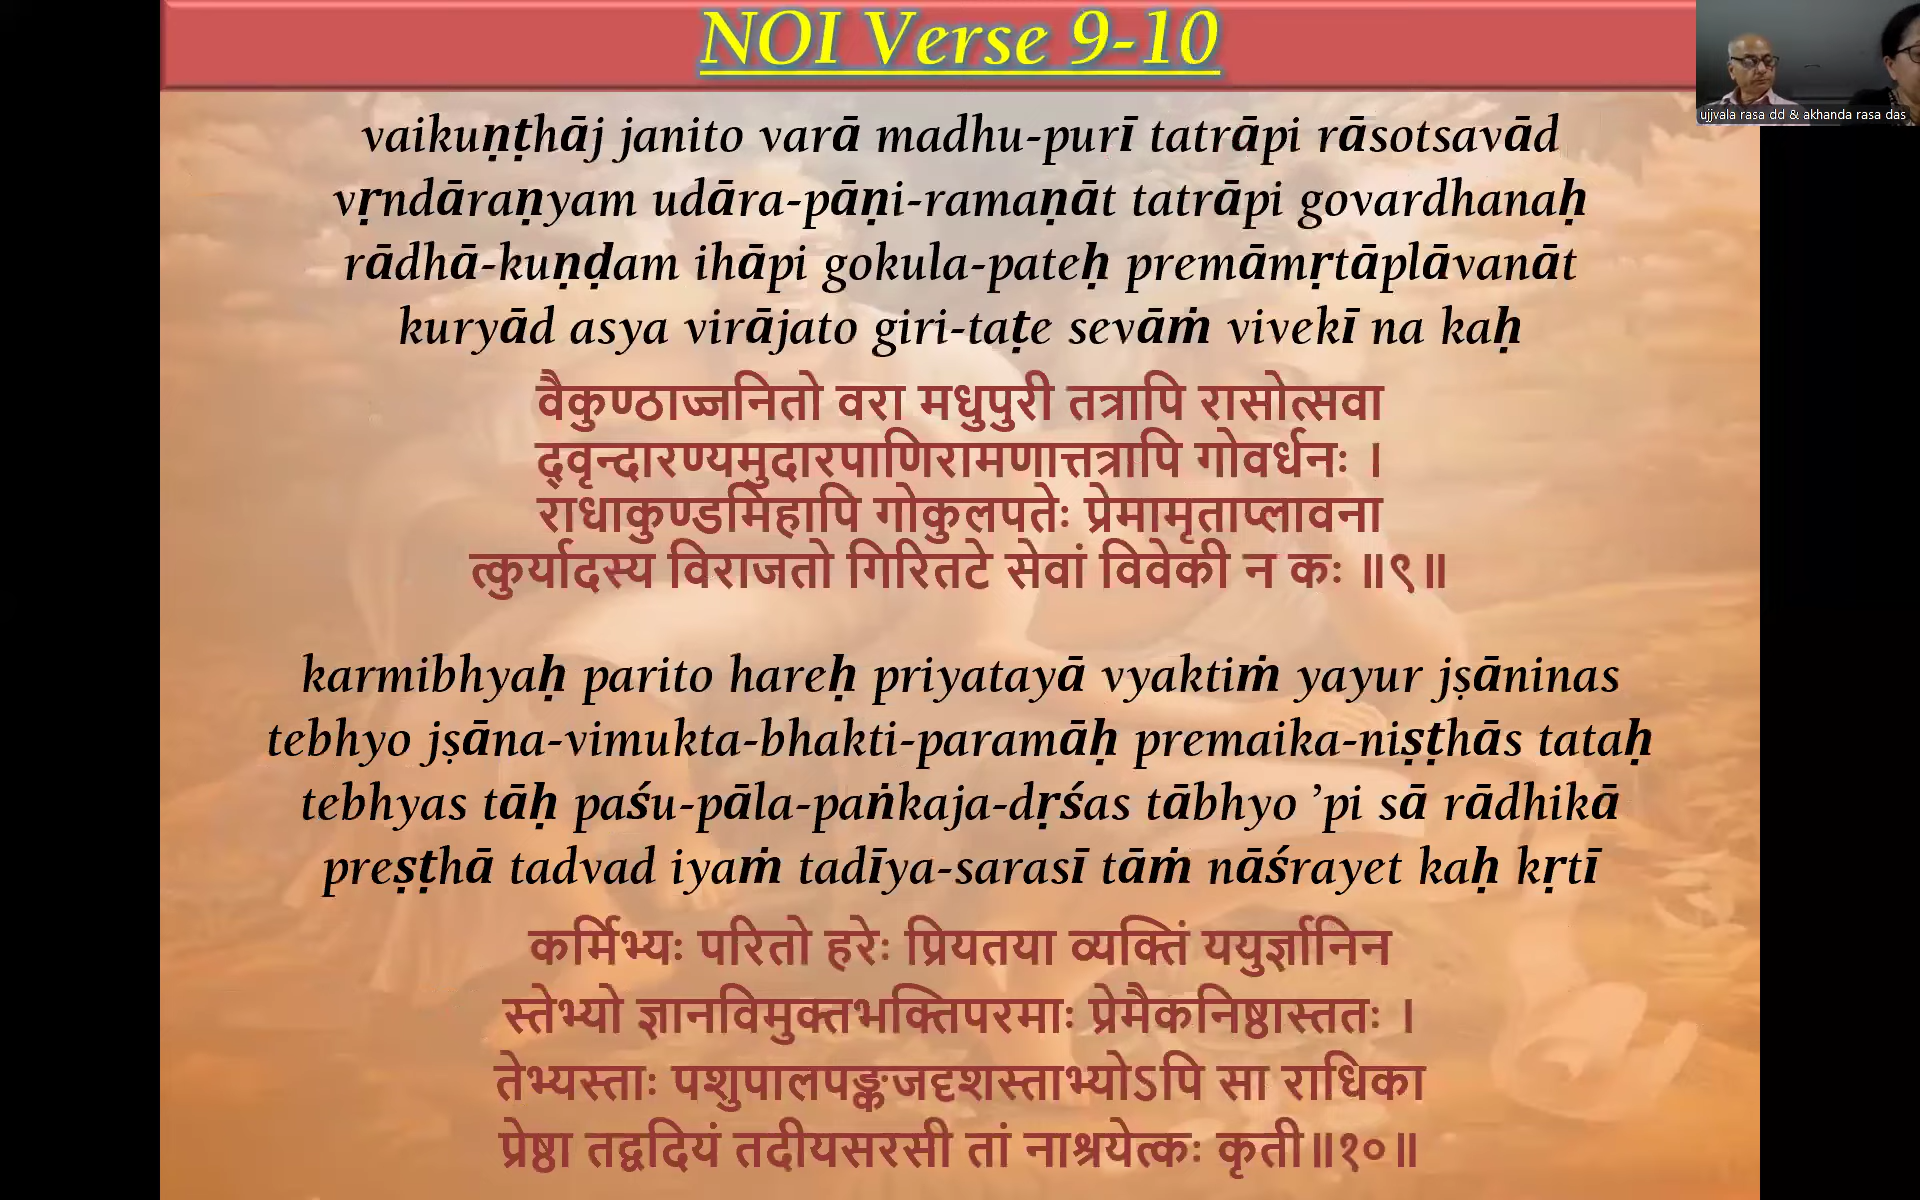 NOI Verse 9-10
ujjvala rasa dd & akhanda rasa das
vaikuṇṭhāj janito varā madhu-purī tatrāpi rāsotsavād
vṛndāraṇyam udāra-pāṇi-ramaṇāt tatrāpi govardhanaḥ
rādhā-kuṇḍam ihāpi gokula-pateḥ premāmṛtāplāvanāt
kuryād asya virājato giri-taṭe sevāṁ vivekī na kaḥ
वैकुण्ठाज्जनितो वरा मधुपुरी तत्रापि रासोत्सवा
द्वृन्दारण्यमुदारपाणिरामणात्तत्रापि गोवर्धनः ।
राधाकुण्डमिहापि गोकुलपतेः प्रेमामृताप्लावना
त्कुर्यादस्य विराजतो गिरितटे सेवां विवेकी न कः ॥९॥
karmibhyaḥ parito hareḥ priyatayā vyaktiṁ yayur jṣāninas
tebhyo jṣāna-vimukta-bhakti-paramāḥ premaika-niṣṭhās tataḥ
tebhyas tāḥ paśu-pāla-paṅkaja-dṛśas tābhyo ’pi sā rādhikā
preṣṭhā tadvad iyaṁ tadīya-sarasī tāṁ nāśrayet kaḥ kṛtī
कर्मिभ्यः परितो हरेः प्रियतया व्यक्तिं ययुर्ज्ञानिन
स्तेभ्यो ज्ञानविमुक्तभक्तिपरमाः प्रेमैकनिष्ठास्ततः ।
तेभ्यस्ताः पशुपालपङ्कजदृशस्ताभ्योऽपि सा राधिका
प्रेष्ठा तद्वदियं तदीयसरसी तां नाश्रयेत्कः कृती॥१०॥